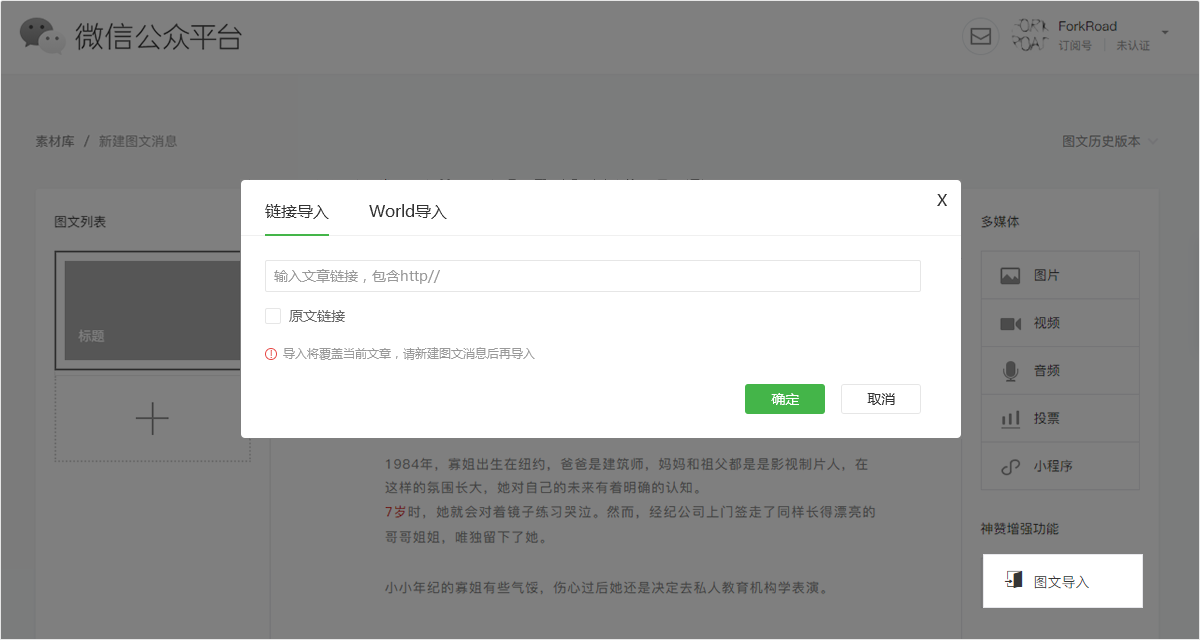 微信公众平台
ForkRoad
订阅号 未认证
素材库 / 新建图文消息
图文历史版本
链接导入 World导入 X
图文列表
多媒体
输入文章链接，包含http//
图片
原文链接
视频
标题
导入将覆盖当前文章，请新建图文消息后再导入
音频
确定 取消
投票
1984年，寡姐出生在纽约，爸爸是建筑师，妈妈和祖父都是是影视制片人，在
小程序
这样的氛围长大，她对自己的未来有着明确的认知。
7岁时，她就会对着镜子练习哭泣。然而，经纪公司上门签走了同样长得漂亮的
神赞增强功能
哥哥姐姐，唯独留下了她。
图文导入
小小年纪的寡姐有些气馁，伤心过后她还是决定去私人教育机构学表演。